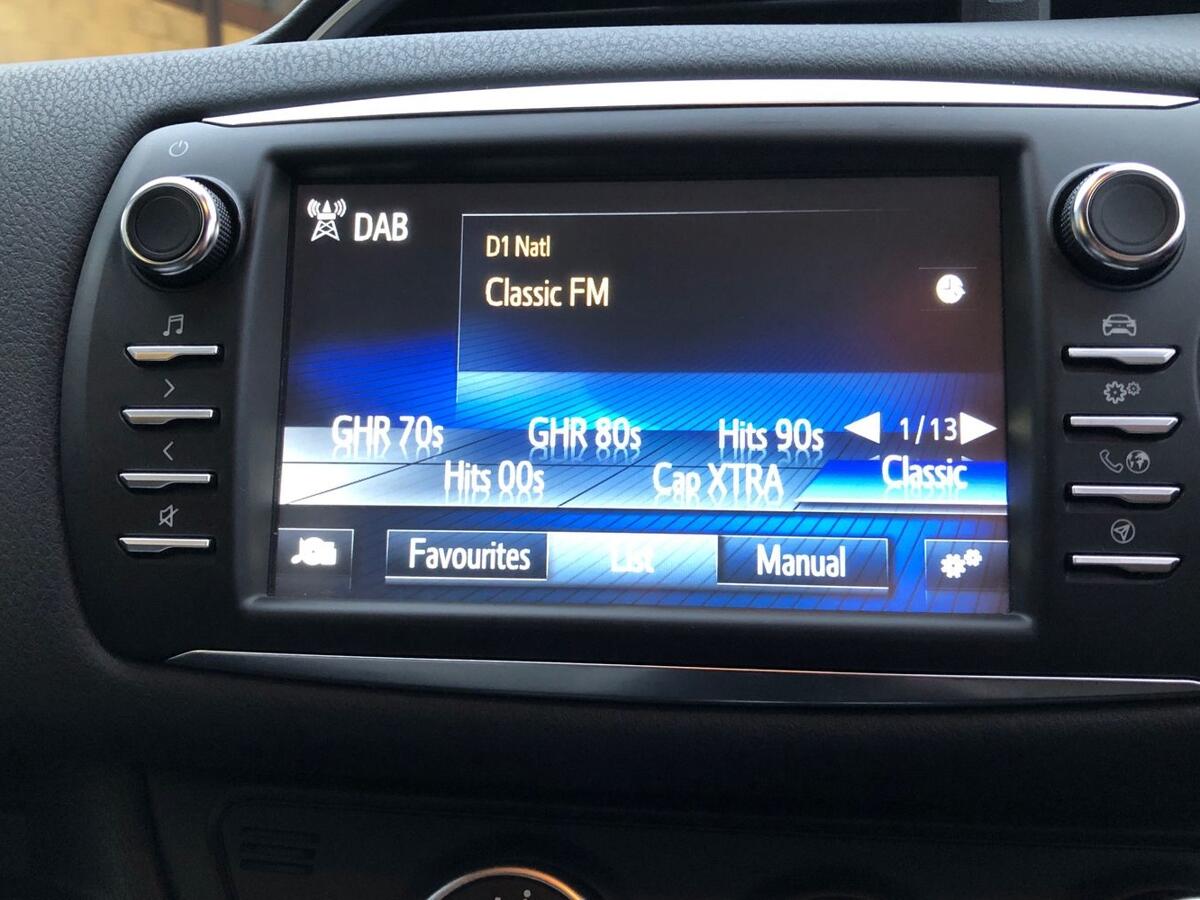 DAB
D1 Natl
Classic FM
GHR 70s GHR 80s Hits 90s 1/13
Hits 00s Cap XTRA Classic
Favourites List Manual